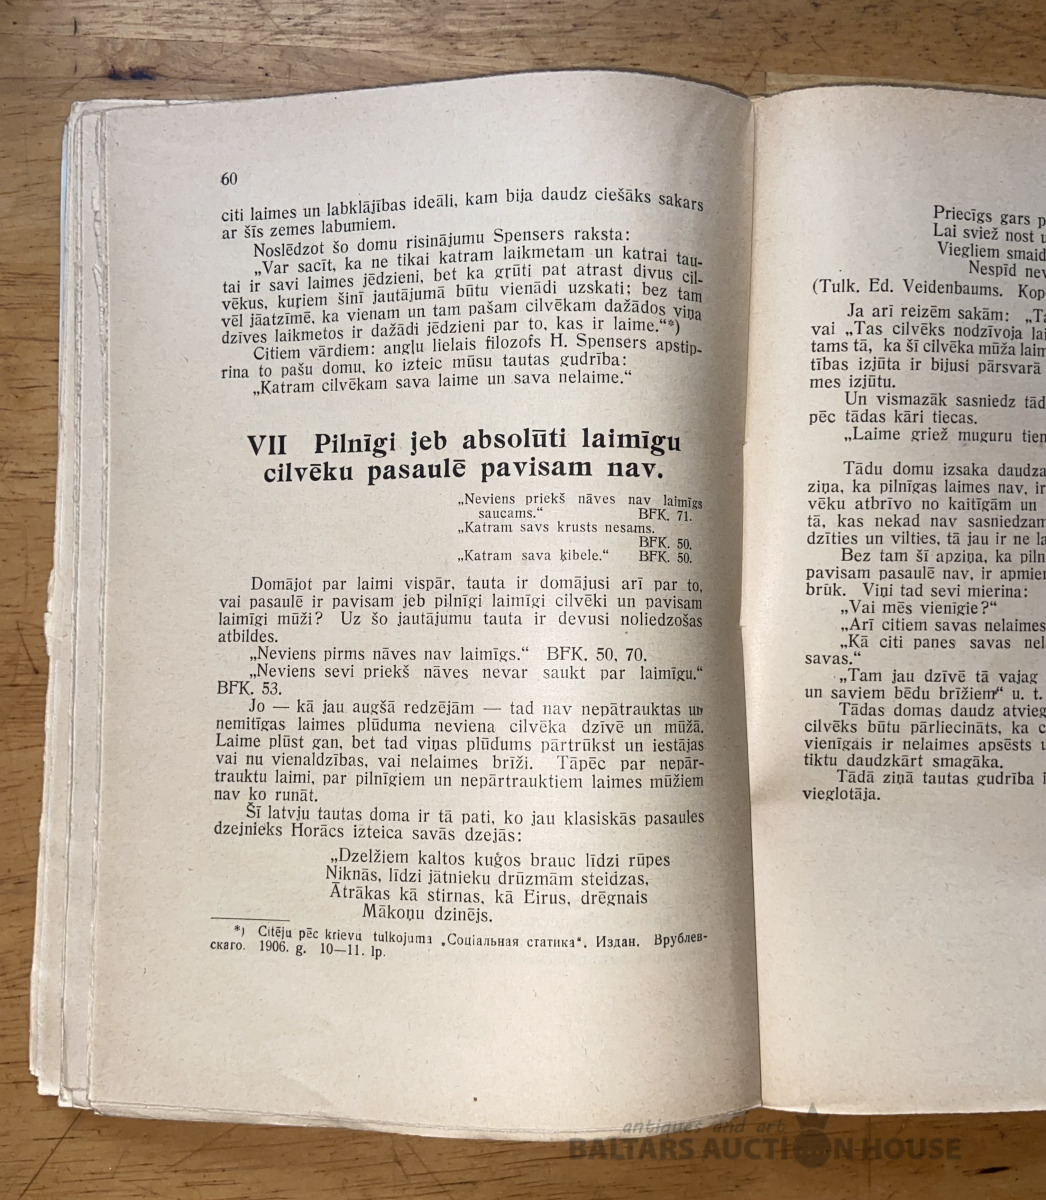 60
citi laimes un labklājības ideāli, kam bija daudz ciešāks sakars
ar šīs zemes labumiem.
Noslēdzot šo domu risinājumu Spensers raksta:
„Var sacīt, ka ne tikai katram laikmetam un katrai tau-
tai ir savi laimes jēdzieni, bet ka gŗūti pat atrast divus cil-
vēkus, kuŗiem šinī jautājumā būtu vienādi uzskati; bez tam
vēl jāatzīmē, ka vienam un tam pašam cilvēkam dažādos viņa
dzīves laikmetos ir dažādi jēdzieni par to, kas ir laime.“*)
Citiem vārdiem: angļu lielais filozofs H. Spensers apstip-
rina to pašu domu, ko izteic mūsu tautas gudrība:
„Katram cilvēkam sava laime un sava nelaime.“
VII Pilnīgi jeb absolūti laimīgu
cilvēku pasaulē pavisam nav.
„Neviens priekš nāves nav laimīgs
saucams.“ BFK. 71.
„Katram savs krusts nesams.
BFK. 50.
„Katram sava ķibele.“ BFK. 50.
Domājot par laimi vispār, tauta ir domājusi arī par to,
vai pasaulē ir pavisam jeb pilnīgi laimīgi cilvēki un pavisam
laimīgi mūži? Uz šo jautājumu tauta ir devusi noliedzošas
atbildes.
„Neviens pirms nāves nav laimīgs.“ BFK. 50, 70.
„Neviens sevi priekš nāves nevar saukt par laimīgu.“
BFK. 53.
Jo — kā jau augšā redzējām — tad nav nepātrauktas un
nemitīgas laimes plūduma neviena cilvēka dzīvē un mūžā.
Laime plūst gan, bet tad viņas plūdums pārtrūkst un iestājas
vai nu vienaldzības, vai nelaimes brīži. Tāpēc par nepār-
trauktu laimi, par pilnīgiem un nepārtrauktiem laimes mūžiem
nav ko runāt.
Šī latvju tautas doma ir tā pati, ko jau klasiskās pasaules
dzejnieks Horācs izteica savās dzejās:
„Dzelžiem kaltos kuģos brauc līdzi rūpes
Niknās, līdzi jātnieku drūzmām steidzas,
Ātrākas kā stirnas, kā Eirus, drēgnais
Mākoņu dzinējs.
*) Citēju pēc krievu tulkojuma „Соціальная статика“. Издан. Врублев-
скаго. 1906. g. 10—11. lp.
Priecīgs gars p
Lai sviež nost u
Viegliem smaid
Nespīd nev
(Tulk. Ed. Veidenbaums. Kop
Ja arī reizēm sakām: „Ta
vai „Tas cilvēks nodzīvoja lai
tams tā, ka šī cilvēka mūža laim
tības izjūta ir bijusi pārsvarā
mes izjūtu.
Un vismazāk sasniedz tād
pēc tādas kāri tiecas.
„Laime griež muguru tien
Tādu domu izsaka daudza
ziņa, ka pilnīgas laimes nav, ir
vēku atbrīvo no kaitīgām un
tā, kas nekad nav sasniedzam
dzīties un vilties, tā jau ir ne la
Bez tam šī apziņa, ka piln
pavisam pasaulē nav, ir apmier
brūk. Viņi tad sevi mierina:
„Vai mēs vienīgie?“
„Arī citiem savas nelaimes
„Kā citi panes savas nel
savas.“
„Tam jau dzīvē tā vajag
un saviem bēdu brīžiem“ u. t.
Tādas domas daudz atvieg
cilvēks būtu pārliecināts, ka c
vienīgais ir nelaimes apsēsts u
tiktu daudzkārt smagāka.
Tādā ziņā tautas gudrība i
vieglotāja.
antiques and art
BALTARS AUCTION HOUSE